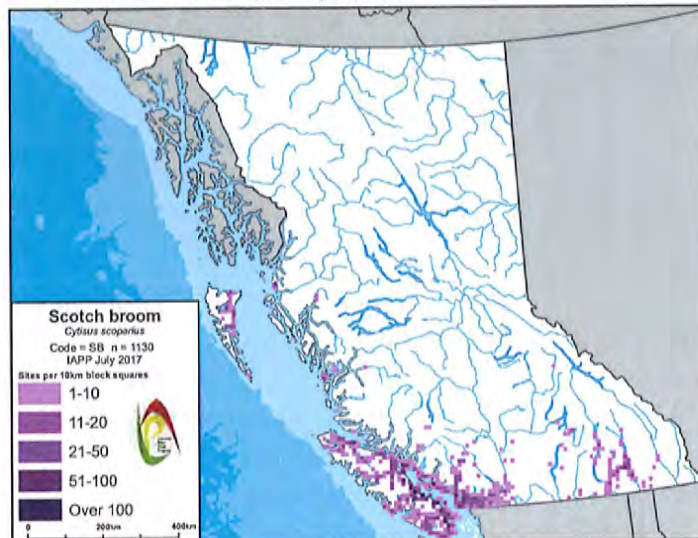 Scotch broom
Cytisus scoparius
Code = SB n = 1130
IAPP July 2017
Sites per 10km block squares
1-10
11-20
21-50
51-100
Over 100
0 200km 400km